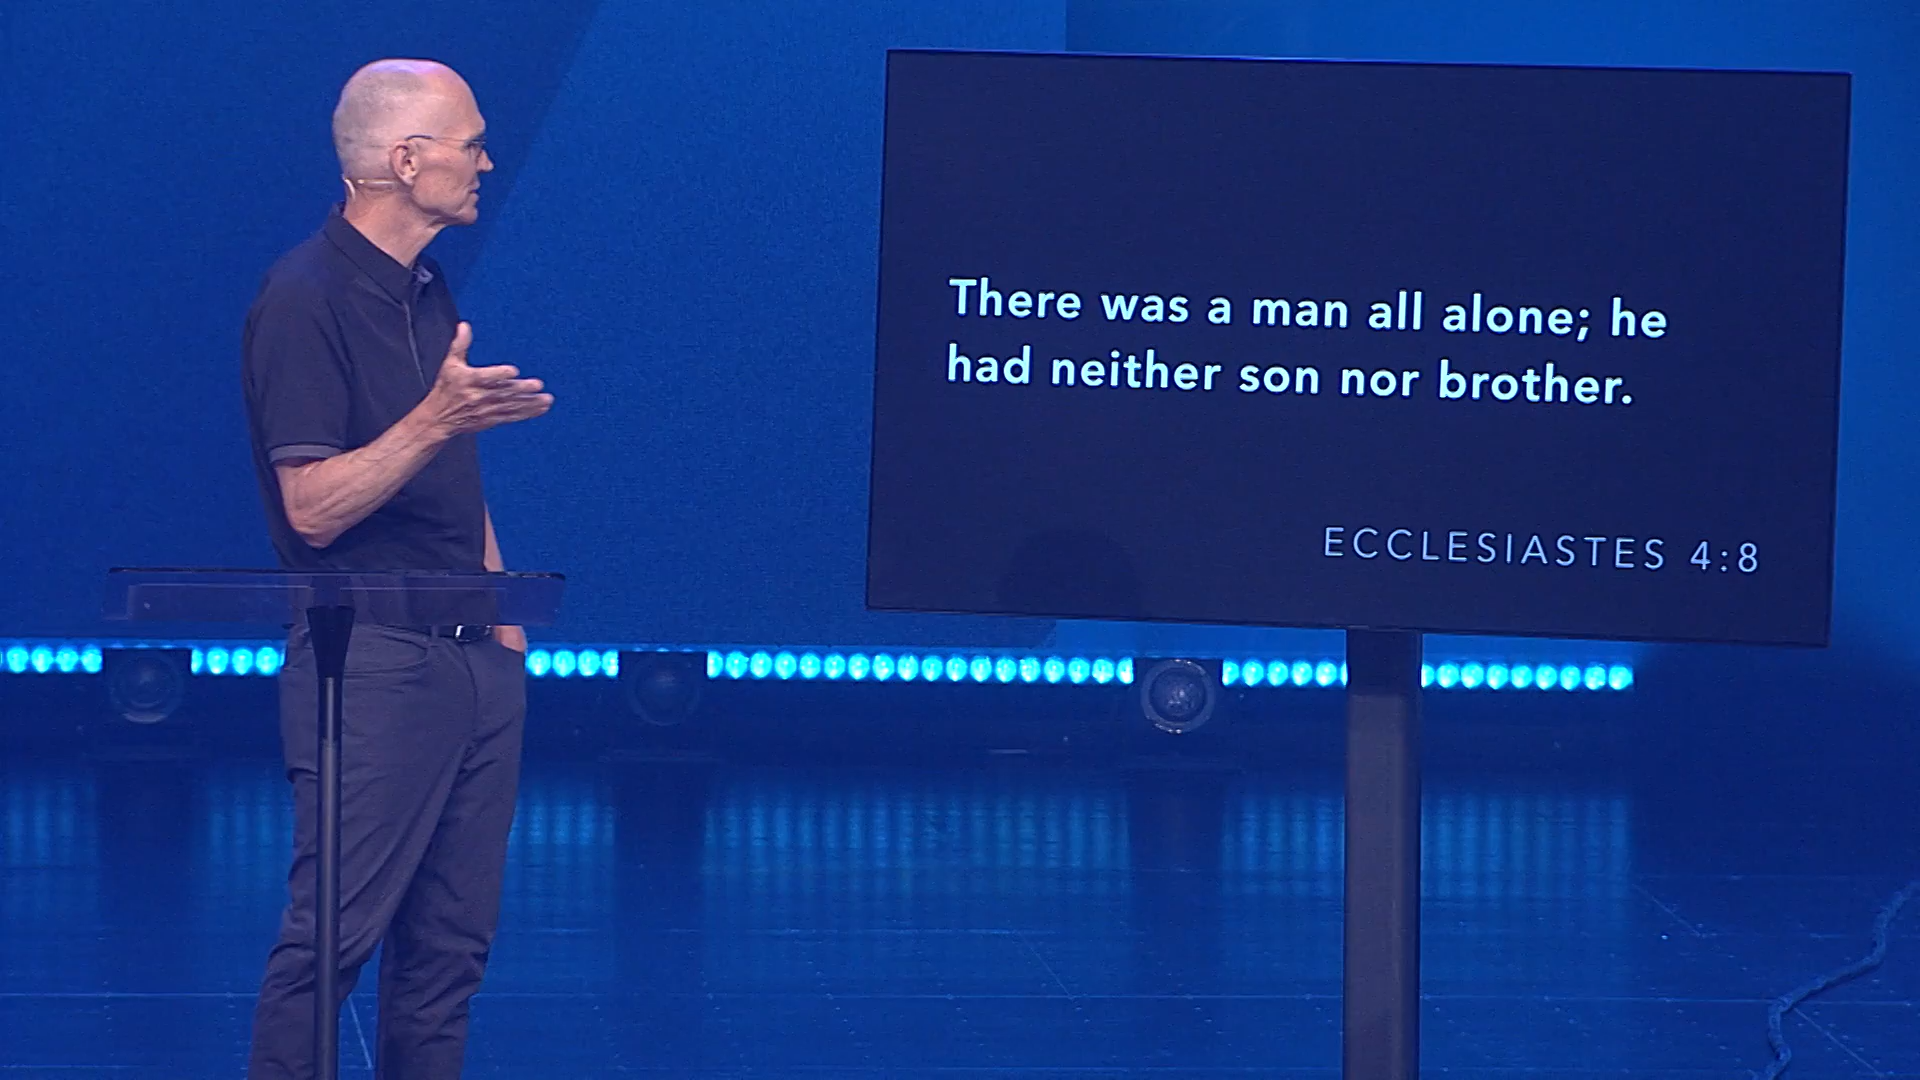 There was a man all alone; he
had neither son nor brother.
ECCLESIASTES 4:8